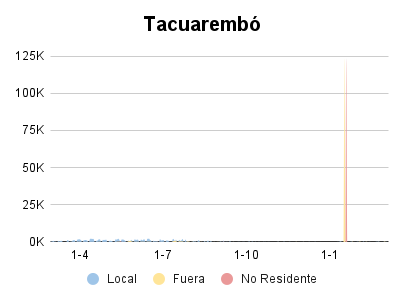 Tacuarembó
125K
100K
75K
50K
25K
0K
1-4 1-7 1-10 1-1
Local Fuera No Residente